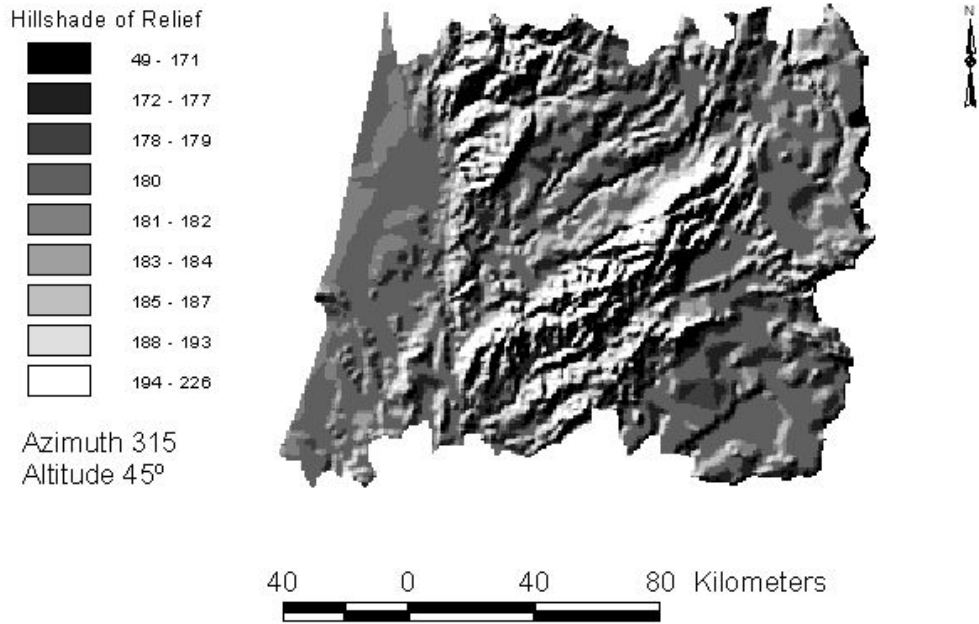 Hillshade of Relief
49 - 171
172 - 177
178 - 179
180
181 - 182
183 - 184
185 - 187
188 - 193
194 - 226
Azimuth 315
Altitude 45º
N
40 0 40 80 Kilometers